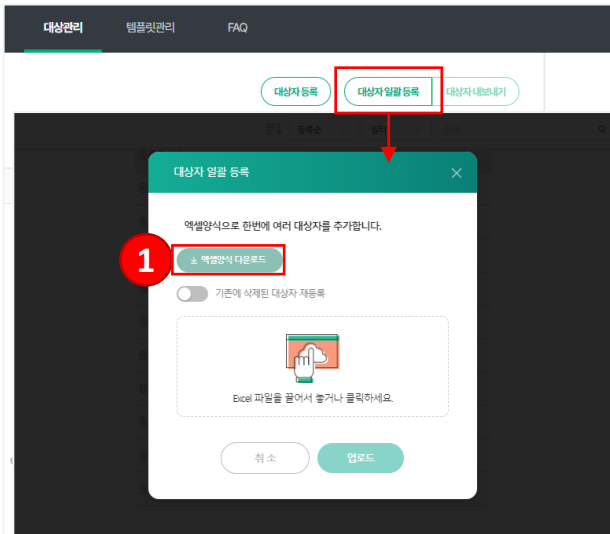 대상관리 템플릿관리 FAQ
대상자 등록 대상자 일괄 등록 대상자 내보내기
등록순
대상자 일괄 등록
엑셀양식으로 한번에 여러 대상자를 추가합니다.
1 엑셀양식 다운로드
기존에 삭제된 대상자 재등록
Excel 파일을 끌어서 놓거나 클릭하세요.
취소 업로드